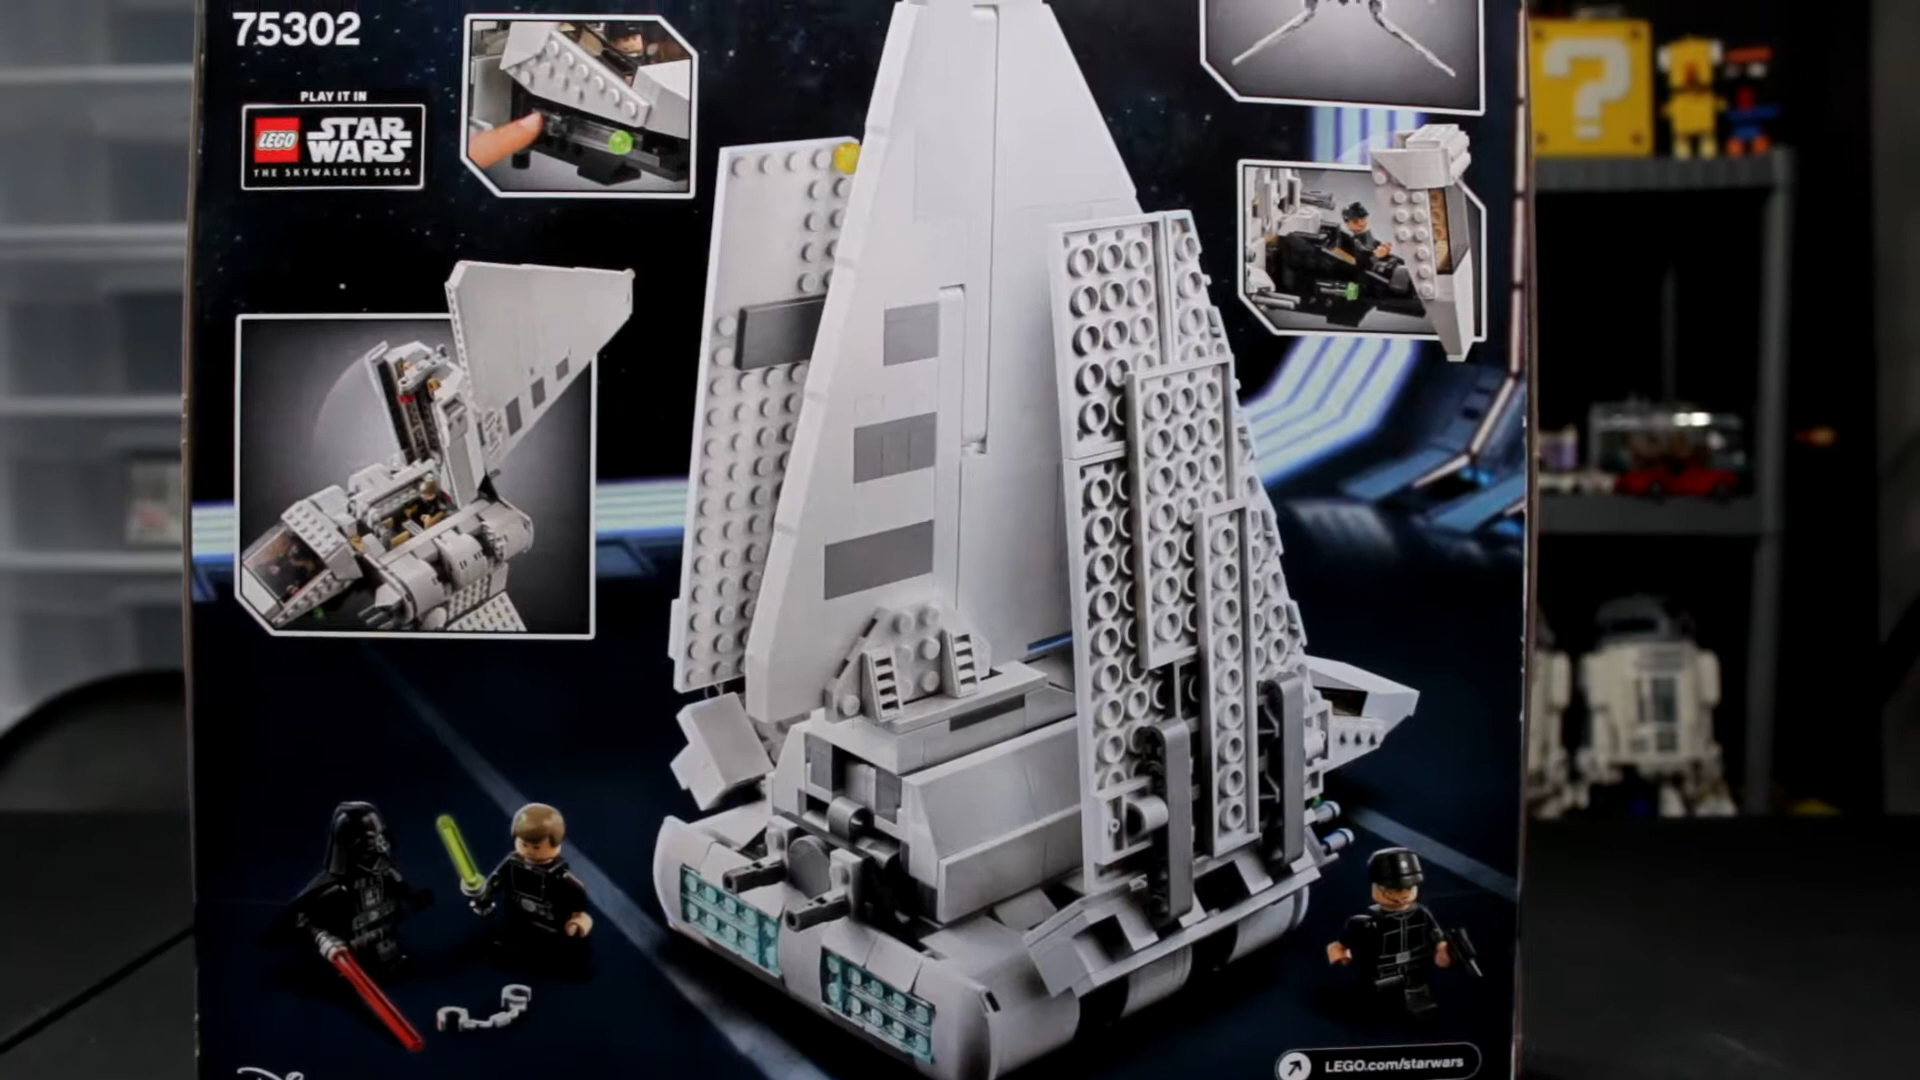 75302
PLAY IT IN
LEGO
STAR
WARS
THE SKYWALKER SAGA
?
LEGO.com/starwars